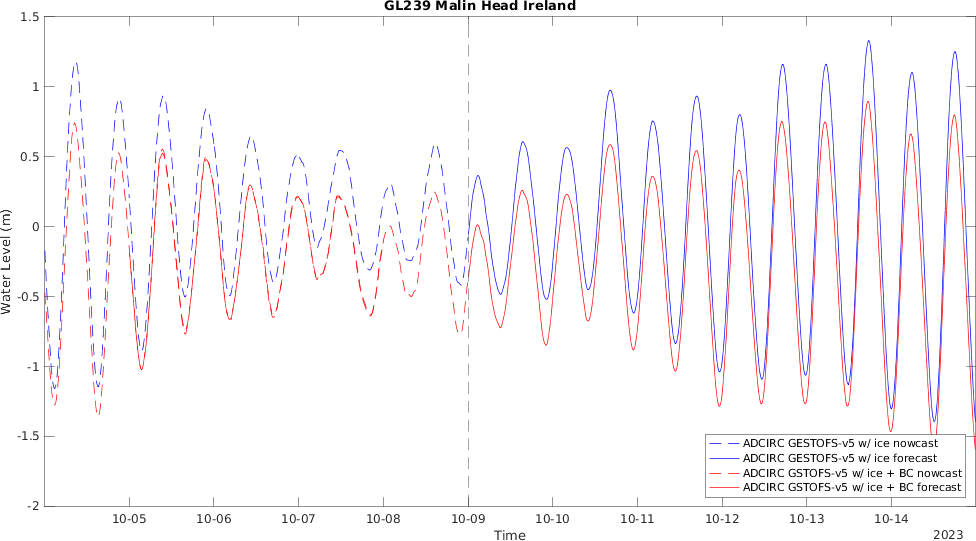 GL239 Malin Head Ireland
1.5
1
0.5
0
-0.5
-1
-1.5
-2
Water Level (m)
10-05 10-06 10-07 10-08 10-09 10-10 10-11 10-12 10-13 10-14
Time
2023
ADCIRC GESTOFS-v5 w/ ice nowcast
ADCIRC GESTOFS-v5 w/ ice forecast
ADCIRC GSTOFS-v5 w/ ice + BC nowcast
ADCIRC GSTOFS-v5 w/ ice + BC forecast